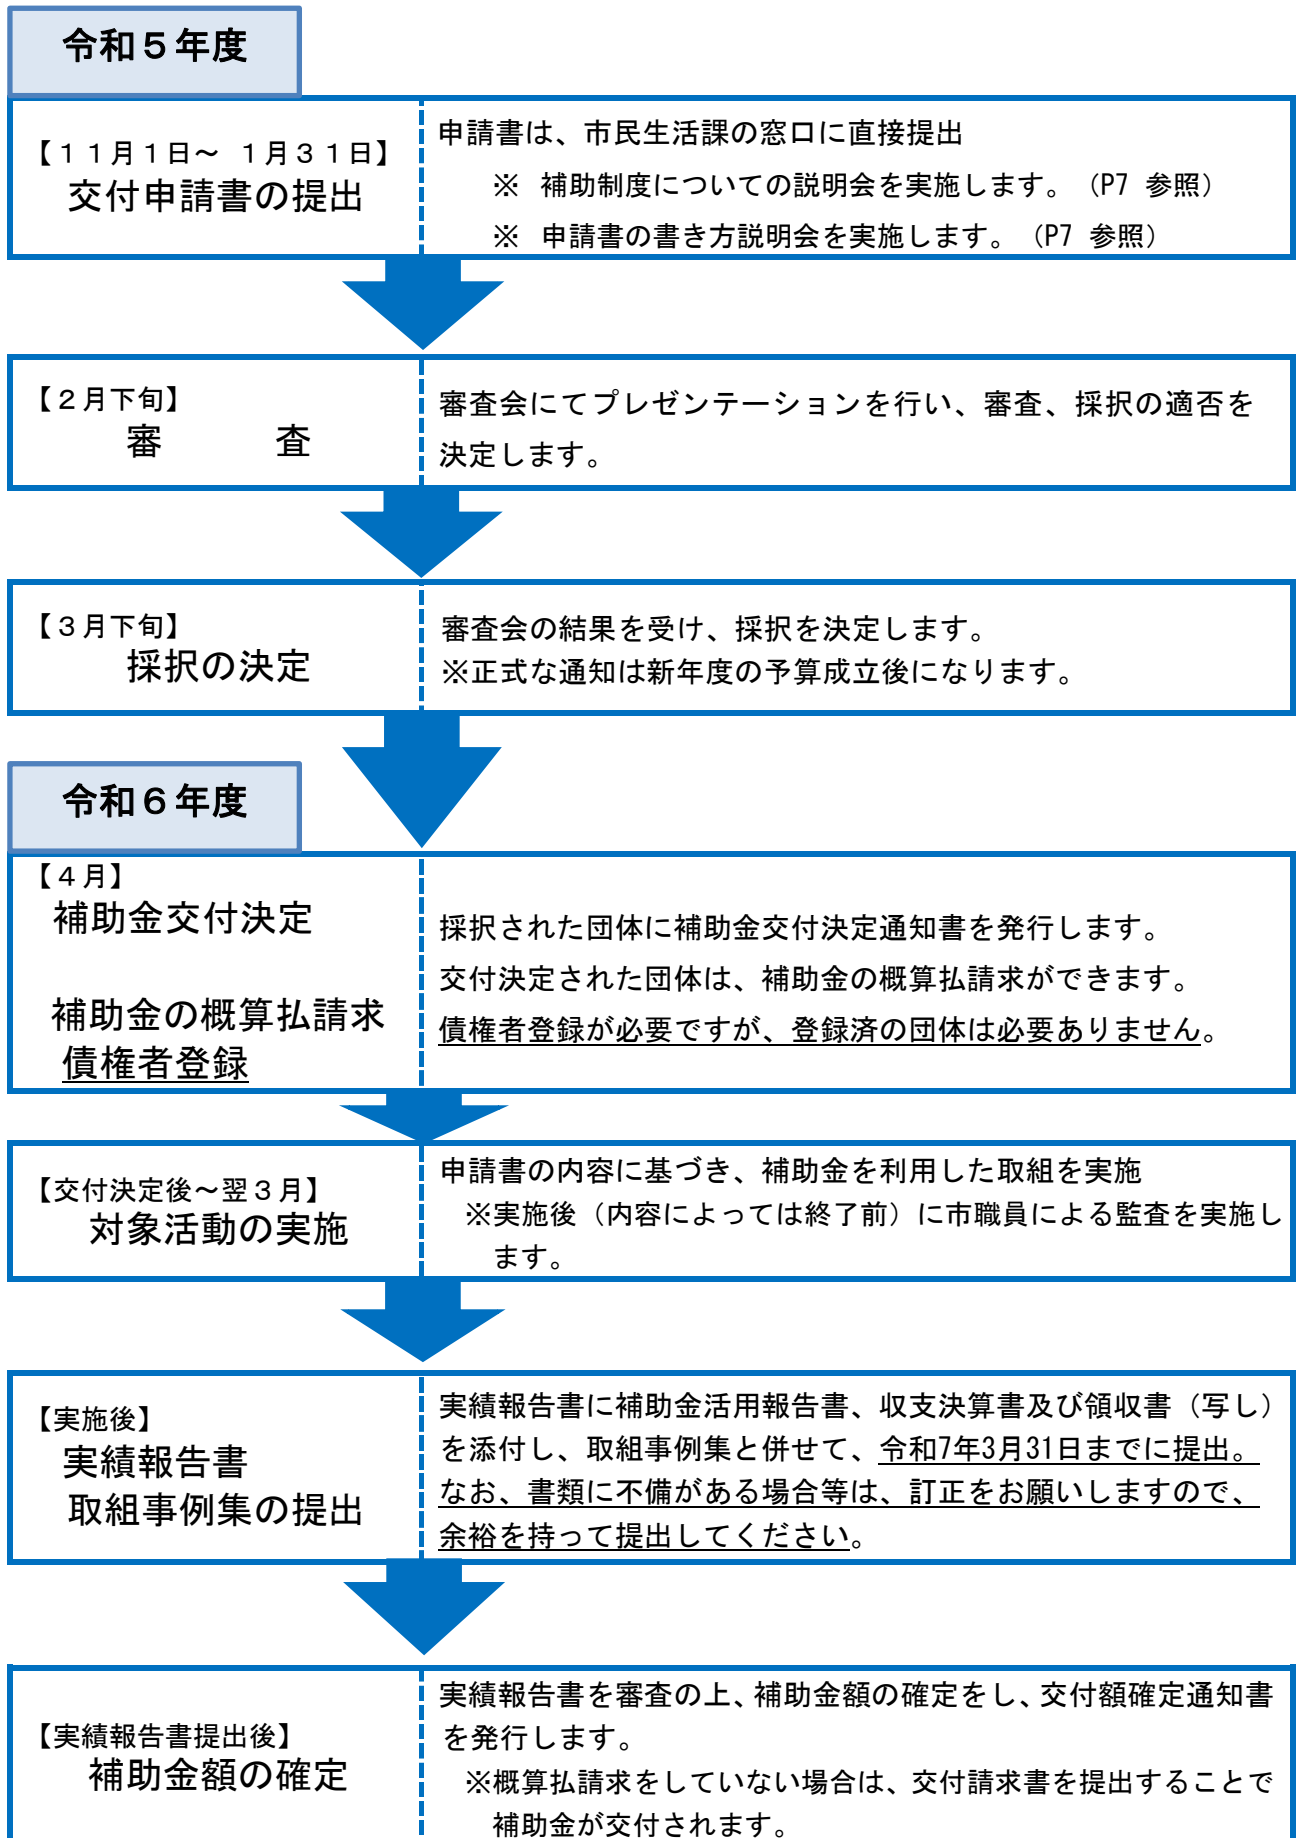 令和５年度
【１１月１日～ １月３１日】
交付申請書の提出
申請書は、市民生活課の窓口に直接提出
※ 補助制度についての説明会を実施します。（P7 参照）
※ 申請書の書き方説明会を実施します。（P7 参照）
【２月下旬】
審　　　査
審査会にてプレゼンテーションを行い、審査、採択の適否を
決定します。
【３月下旬】
採択の決定
審査会の結果を受け、採択を決定します。
※正式な通知は新年度の予算成立後になります。
令和６年度
【４月】
補助金交付決定
補助金の概算払請求
債権者登録
採択された団体に補助金交付決定通知書を発行します。
交付決定された団体は、補助金の概算払請求ができます。
債権者登録が必要ですが、登録済の団体は必要ありません。
【交付決定後～翌３月】
対象活動の実施
申請書の内容に基づき、補助金を利用した取組を実施
※実施後（内容によっては終了前）に市職員による監査を実施し
ます。
【実施後】
実績報告書
取組事例集の提出
実績報告書に補助金活用報告書、収支決算書及び領収書（写し）
を添付し、取組事例集と併せて、令和7年3月31日までに提出。
なお、書類に不備がある場合等は、訂正をお願いしますので、
余裕を持って提出してください。
【実績報告書提出後】
補助金額の確定
実績報告書を審査の上、補助金額の確定をし、交付額確定通知書
を発行します。
※概算払請求をしていない場合は、交付請求書を提出することで
補助金が交付されます。